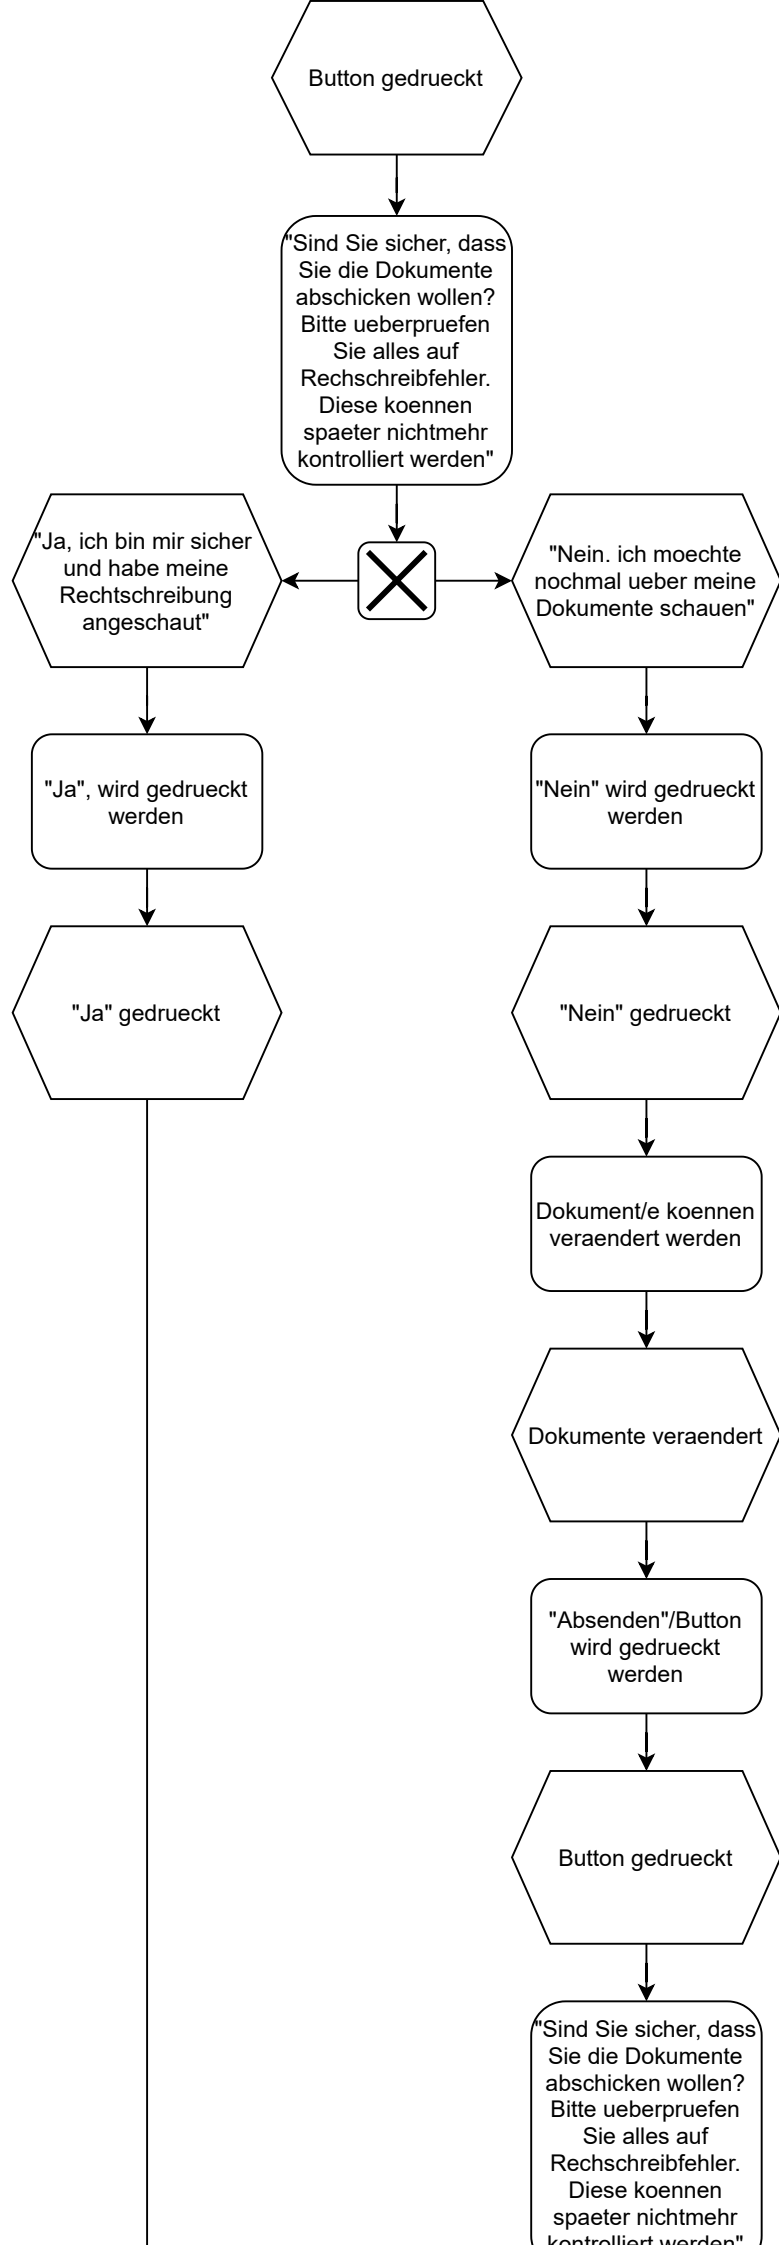 Button gedrueckt
"Sind Sie sicher, dass
Sie die Dokumente
abschicken wollen?
Bitte ueberpruefen
Sie alles auf
Rechschreibfehler.
Diese koennen
spaeter nichtmehr
kontrolliert werden"
"Ja, ich bin mir sicher
und habe meine
Rechtschreibung
angeschaut"
"Nein. ich moechte
nochmal ueber meine
Dokumente schauen"
"Ja", wird gedrueckt
werden
"Nein" wird gedrueckt
werden
"Ja" gedrueckt
"Nein" gedrueckt
Dokument/e koennen
veraendert werden
Dokumente veraendert
"Absenden"/Button
wird gedrueckt
werden
Button gedrueckt
"Sind Sie sicher, dass
Sie die Dokumente
abschicken wollen?
Bitte ueberpruefen
Sie alles auf
Rechschreibfehler.
Diese koennen
spaeter nichtmehr
kontrolliert werden"